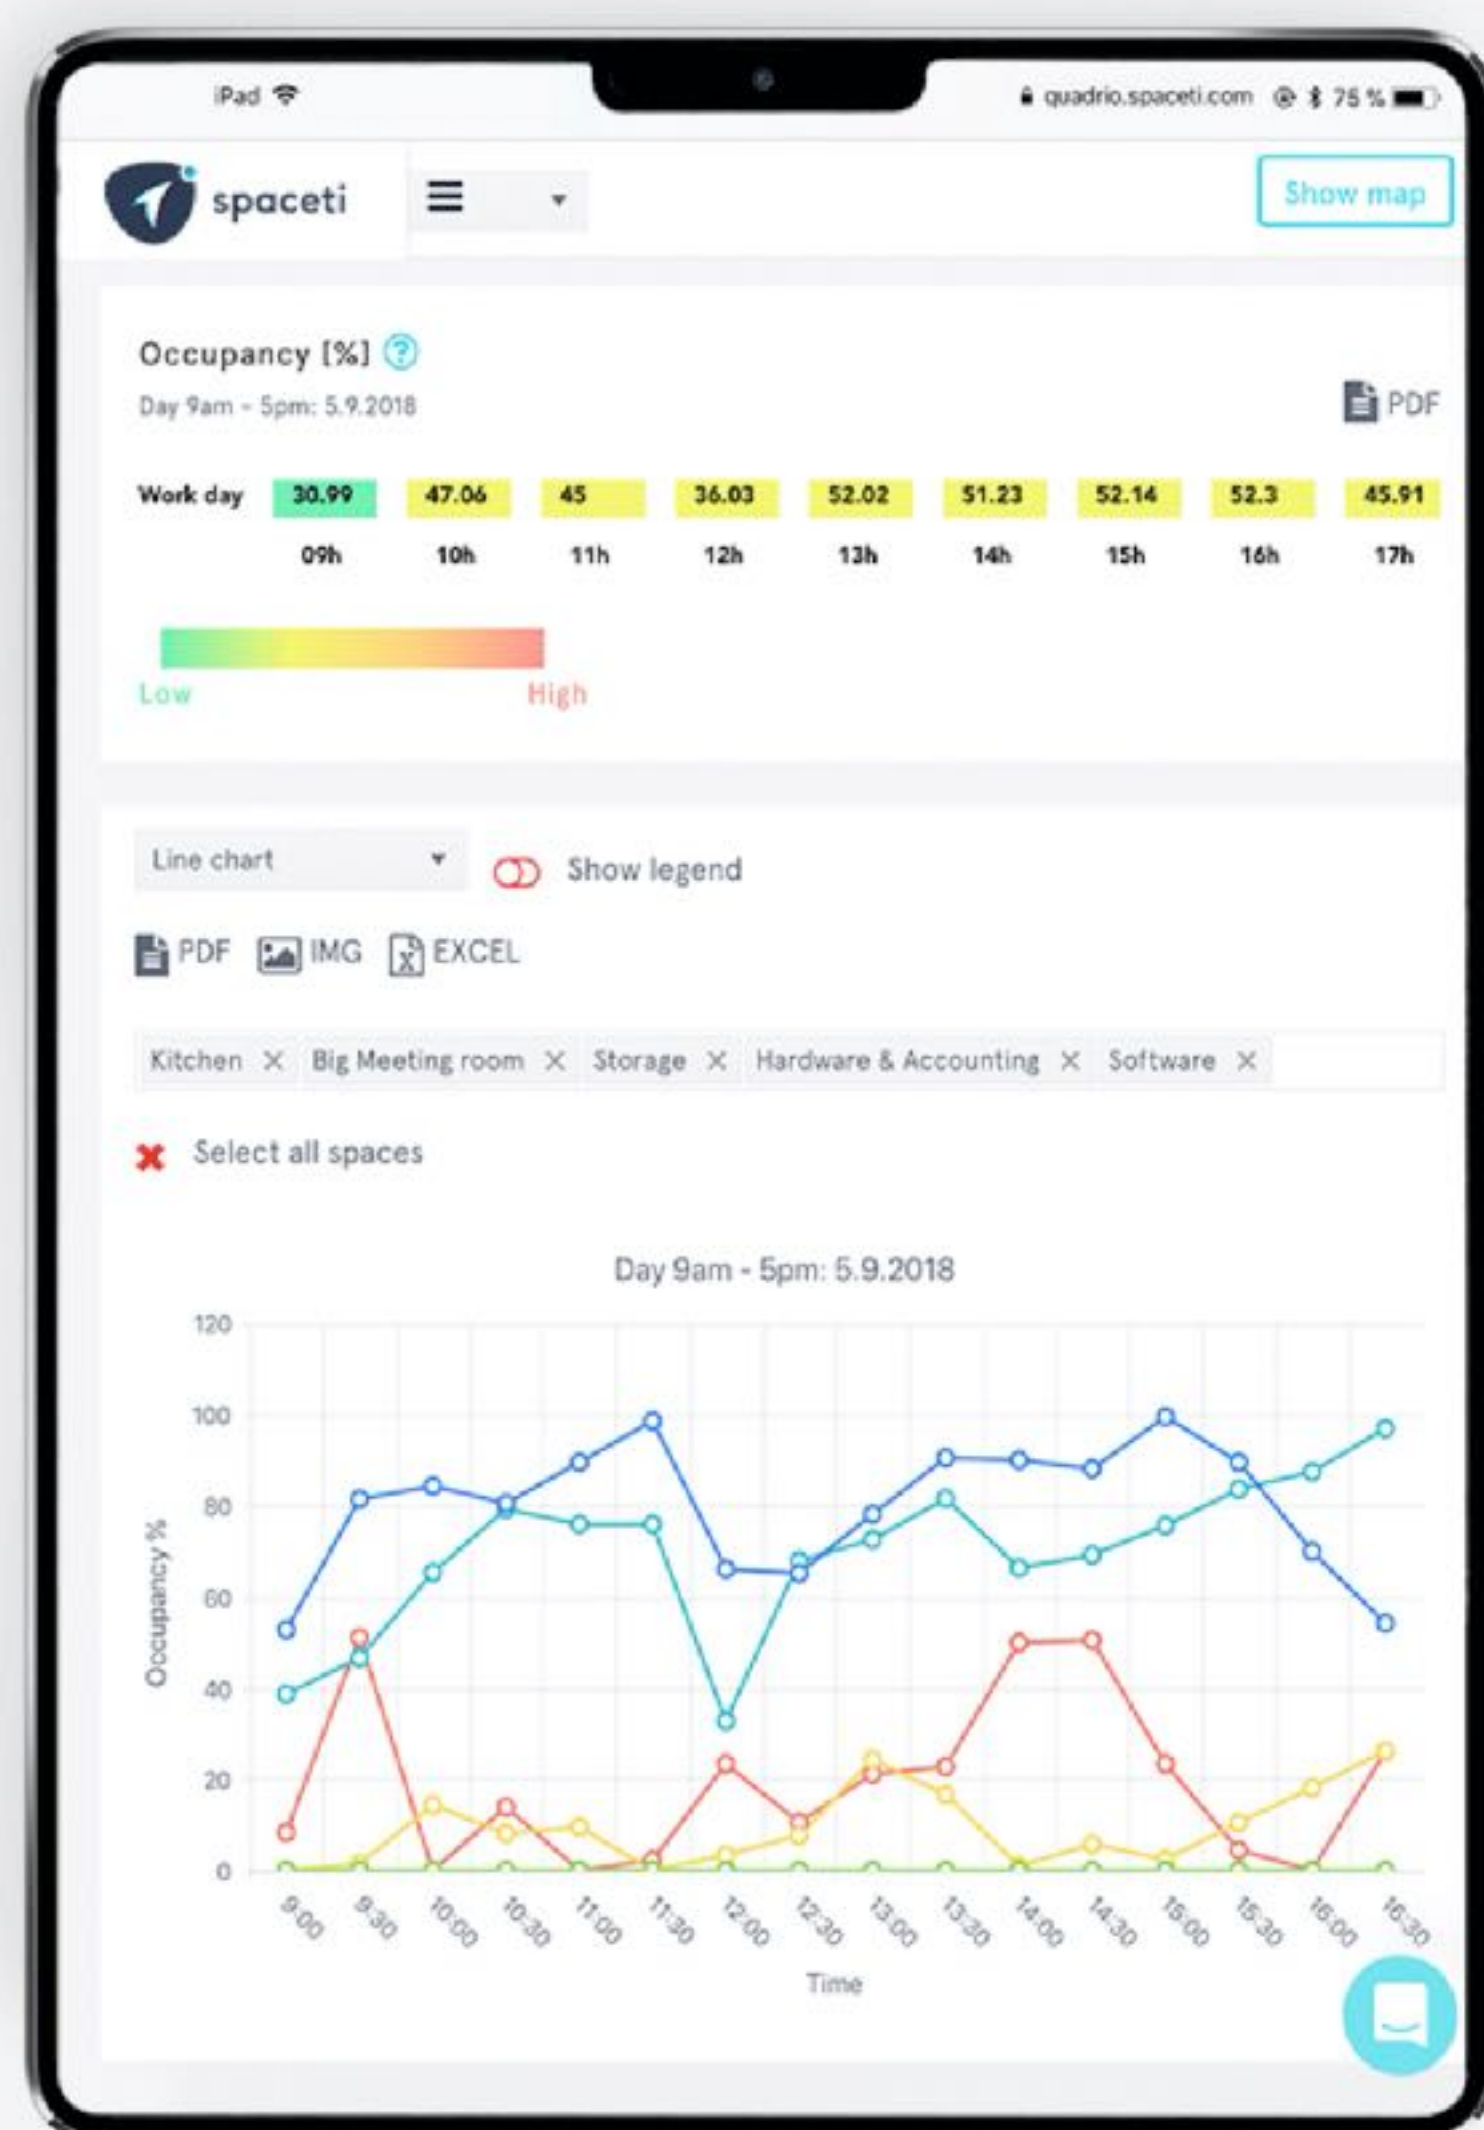 iPad quadrio.spaceti.com 75 %
spaceti Show map
Occupancy [%] ?
Day 9am - 5pm: 5.9.2018 PDF
Work day 30.99 47.06 45 36.03 52.02 51.23 52.14 52.3 45.91
09h 10h 11h 12h 13h 14h 15h 16h 17h
Low High
Line chart Show legend
PDF IMG X EXCEL
Kitchen × Big Meeting room × Storage × Hardware & Accounting × Software ×
Select all spaces
Day 9am - 5pm: 5.9.2018
120
100
80
60
40
20
0
Occupancy %
9:00 9:30 10:00 10:30 11:00 11:30 12:00 12:30 13:00 13:30 14:00 14:30 15:00 15:30 16:00 16:30
Time